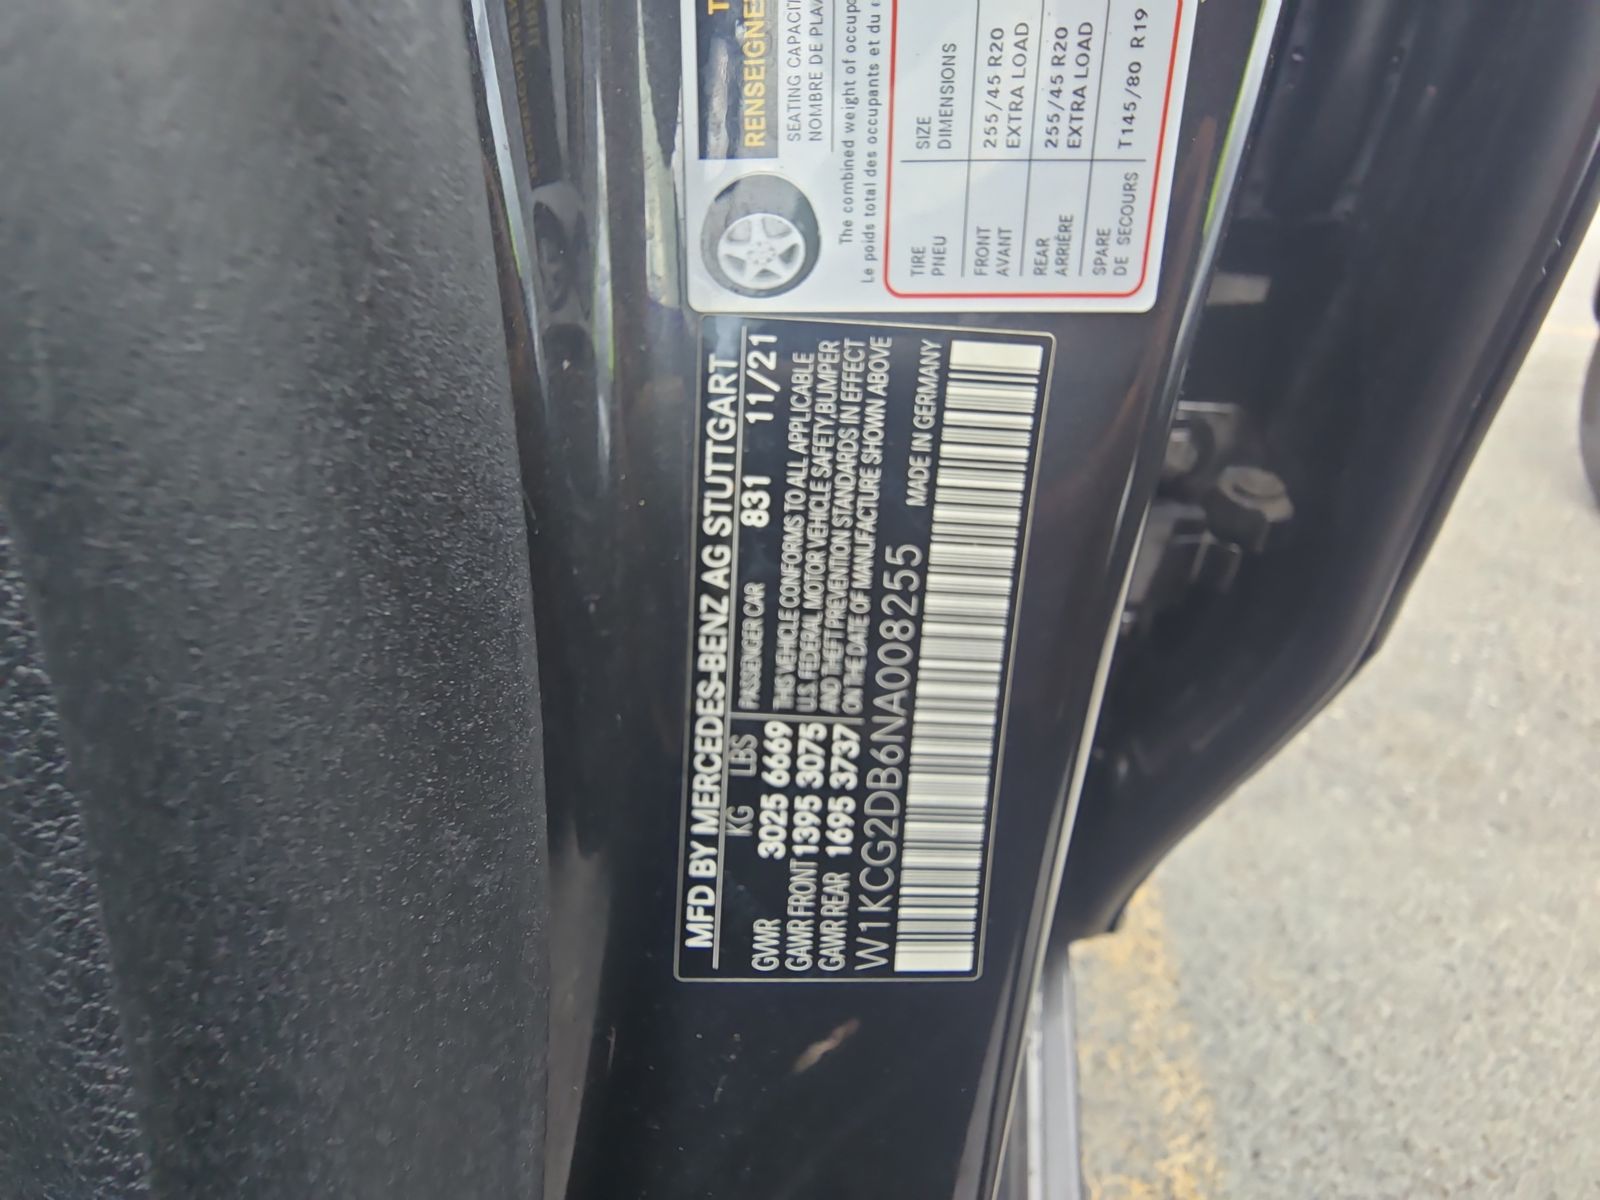 RENSEIGNE
SEATING CAPACIT
NOMBRE DE PLA
The combined weight of occup
Le poids total des occupants et du
TIRE SIZE
PNEU DIMENSIONS
FRONT 255/45 R20
AVANT EXTRA LOAD
REAR 255/45 R20
ARRIÈRE EXTRA LOAD
SPARE T145/80 R19
DE SECOURS
MFD BY MERCEDES-BENZ AG STUTTGART
KG LBS PASSENGER CAR 831 11/21
GVWR 3025 6669
GAWR FRONT 1395 3075
GAWR REAR 1695 3737
THIS VEHICLE CONFORMS TO ALL APPLICABLE
U.S. FEDERAL MOTOR VEHICLE SAFETY,BUMPER
AND THEFT PREVENTION STANDARDS IN EFFECT
ON THE DATE OF MANUFACTURE SHOWN ABOVE
W1KCG2DB6NA008255 MADE IN GERMANY